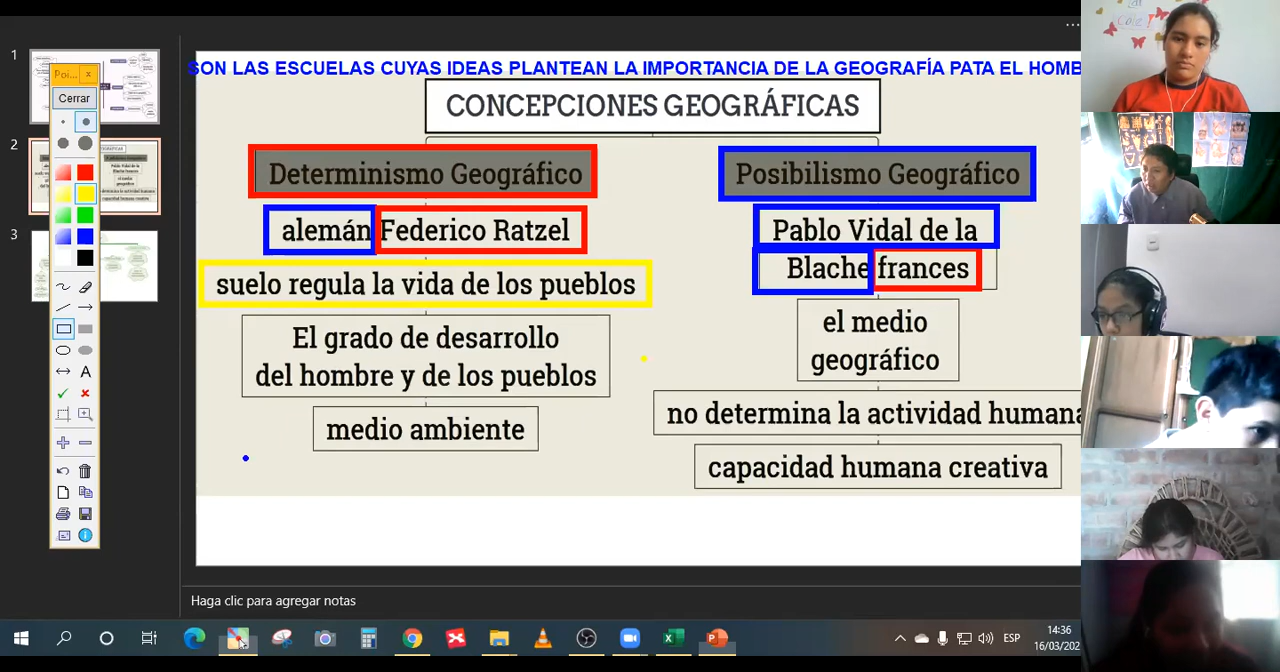 SON LAS ESCUELAS CUYAS IDEAS PLANTEAN LA IMPORTANCIA DE LA GEOGRAFÍA PATA EL HOMB
CONCEPCIONES GEOGRÁFICAS
Determinismo Geográfico
alemán Federico Ratzel
suelo regula la vida de los pueblos
El grado de desarrollo
del hombre y de los pueblos
medio ambiente
Posibilismo Geográfico
Pablo Vidal de la
Blache frances
el medio
geográfico
no determina la actividad humana
capacidad humana creativa
1
2
3
Poi...
x
Cerrar
A
Haga clic para agregar notas
ESP
14:36
16/03/202